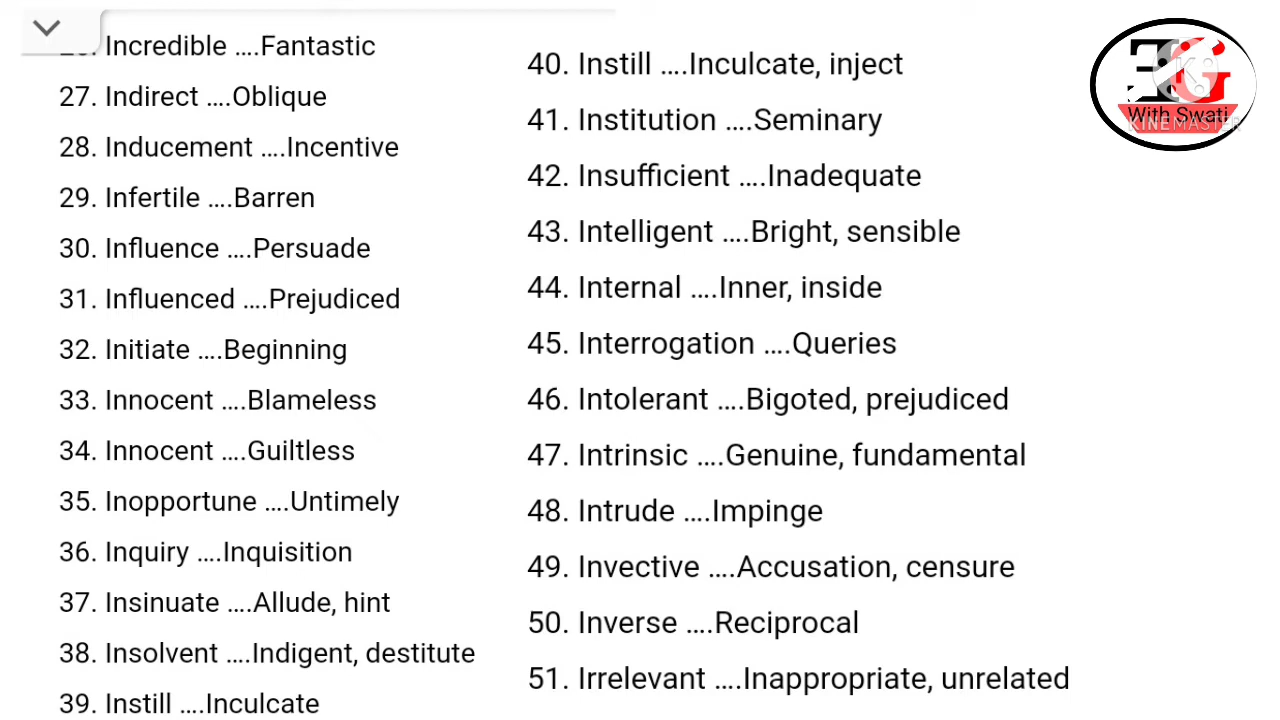 Incredible ....Fantastic
27. Indirect ....Oblique
28. Inducement ....Incentive
29. Infertile ....Barren
30. Influence ....Persuade
31. Influenced ....Prejudiced
32. Initiate ....Beginning
33. Innocent ....Blameless
34. Innocent ....Guiltless
35. Inopportune ....Untimely
36. Inquiry ....Inquisition
37. Insinuate ....Allude, hint
38. Insolvent ....Indigent, destitute
39. Instill ....Inculcate
40. Instill ....Inculcate, inject
41. Institution ....Seminary
42. Insufficient ....Inadequate
43. Intelligent ....Bright, sensible
44. Internal ....Inner, inside
45. Interrogation ....Queries
46. Intolerant ....Bigoted, prejudiced
47. Intrinsic ....Genuine, fundamental
48. Intrude ....Impinge
49. Invective ....Accusation, censure
50. Inverse ....Reciprocal
51. Irrelevant ....Inappropriate, unrelated
With Swati
KINEMASTER